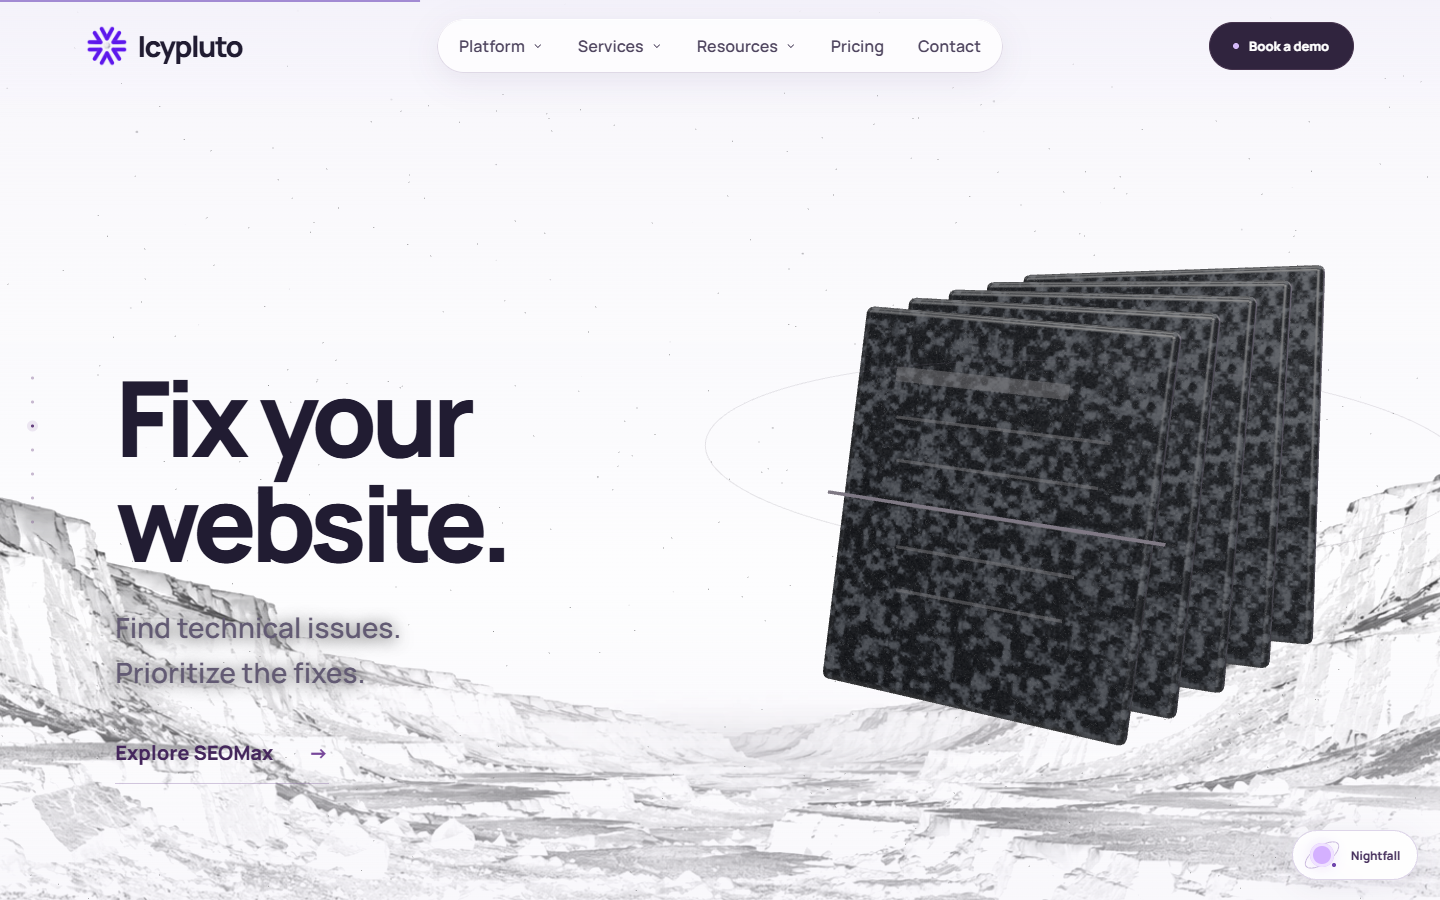 Icypluto
Platform
Services
Resources
Pricing
Contact
Book a demo
Fix your
website.
Find technical issues.
Prioritize the fixes.
Explore SEOMax →
Nightfall